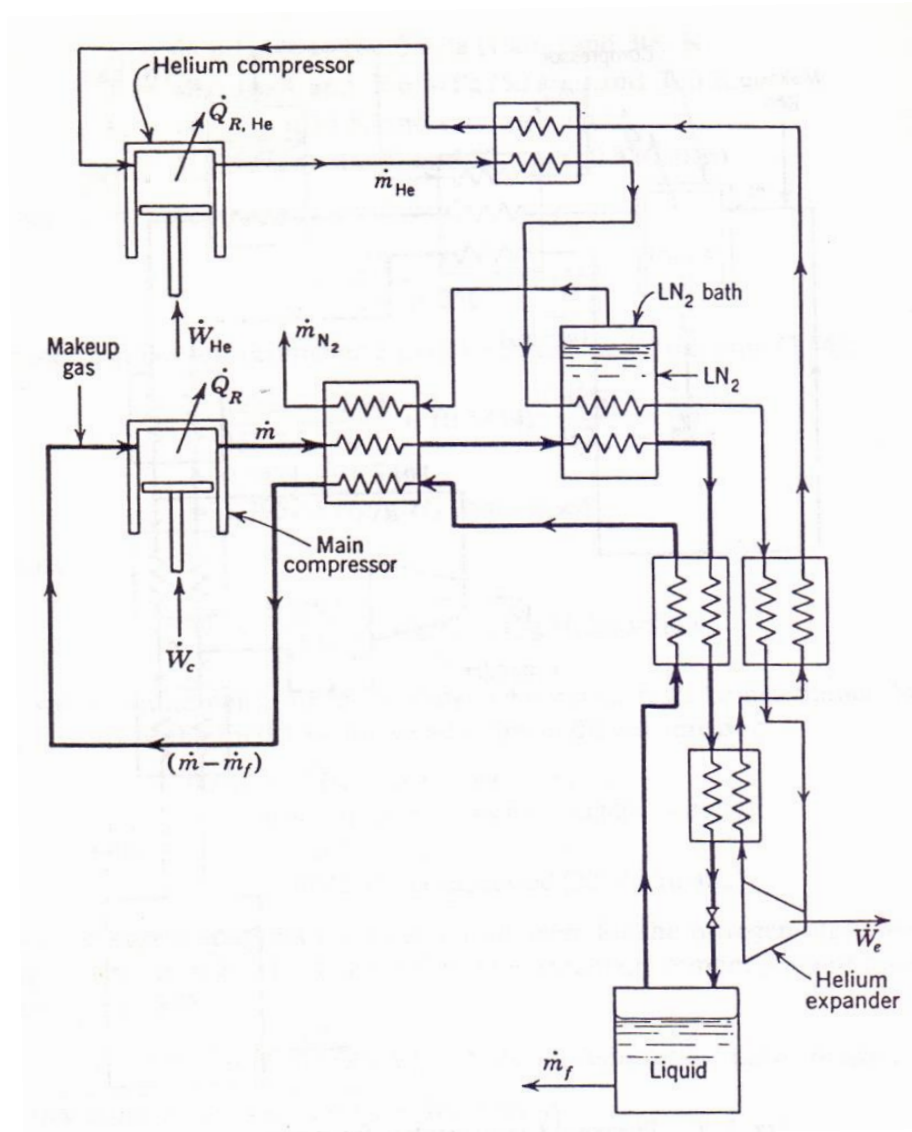 Helium compressor
Q̇R, He
ṁHe
ẆHe
ṁN2
LN2 bath
LN2
Makeup
gas
Q̇R
ṁ
Main
compressor
Ẇc
(ṁ − ṁf)
Ẇe
Helium
expander
ṁf
Liquid